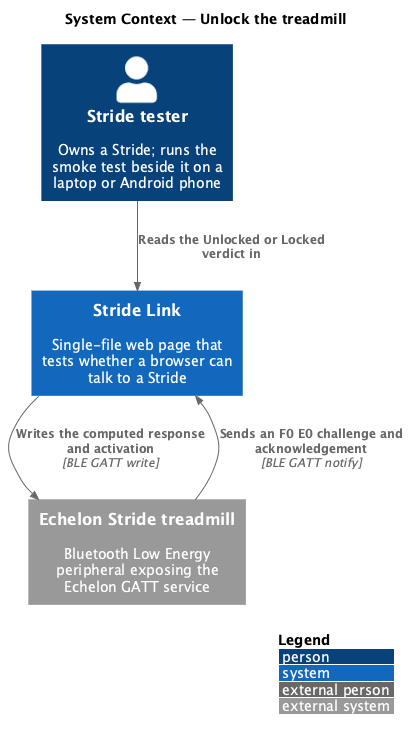 System Context — Unlock the treadmill
Stride tester
Owns a Stride; runs the
smoke test beside it on a
laptop or Android phone
Reads the Unlocked or Locked
verdict in
Stride Link
Single-file web page that
tests whether a browser can
talk to a Stride
Writes the computed response
and activation
[BLE GATT write]
Sends an F0 E0 challenge and
acknowledgement
[BLE GATT notify]
Echelon Stride treadmill
Bluetooth Low Energy
peripheral exposing the
Echelon GATT service
Legend
person
system
external person
external system